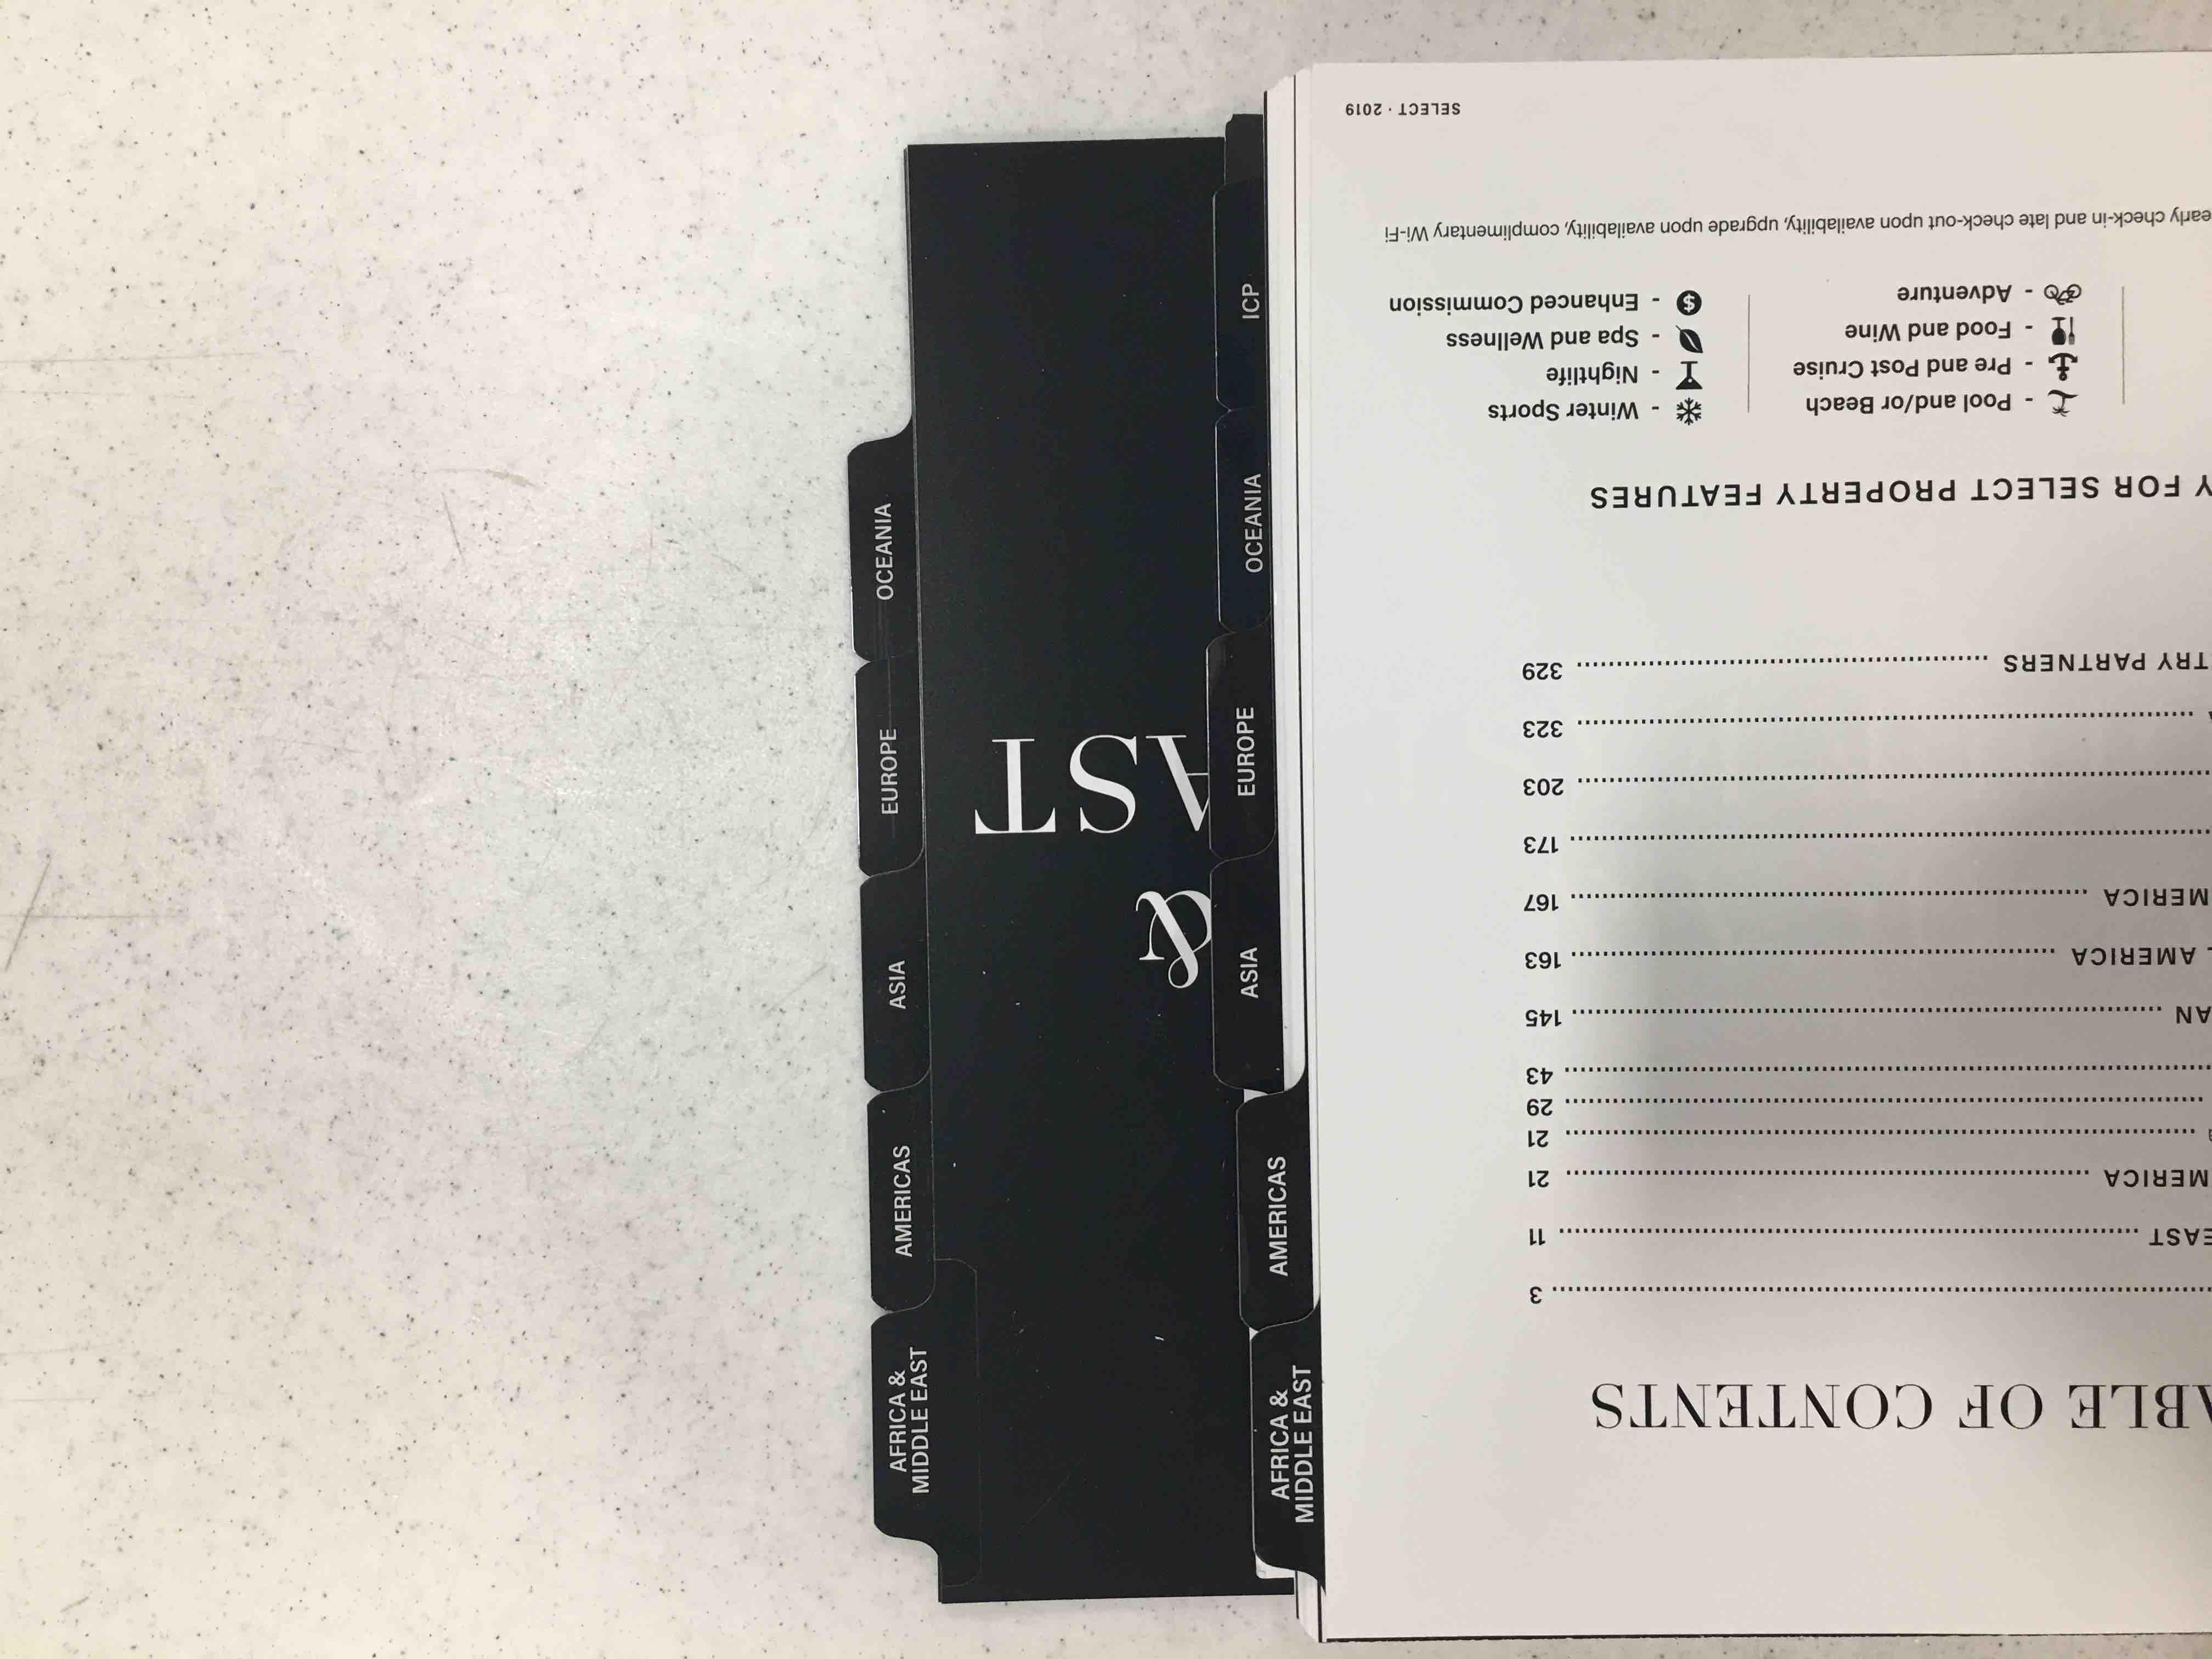 TABLE OF CONTENTS
3
EAST 11
MERICA 21
21
29
43
AN 145
AMERICA 163
MERICA 167
173
203
323
TRY PARTNERS 329
Y FOR SELECT PROPERTY FEATURES
- Pool and/or Beach
- Pre and Post Cruise
- Food and Wine
- Adventure
- Winter Sports
- Nightlife
- Spa and Wellness
- Enhanced Commission
early check-in and late check-out upon availability, upgrade upon availability, complimentary Wi-Fi
SELECT · 2019
AFRICA &
MIDDLE EAST
AMERICAS
ASIA
EUROPE
OCEANIA
ICP
&
AST
AFRICA &
MIDDLE EAST
AMERICAS
ASIA
EUROPE
OCEANIA